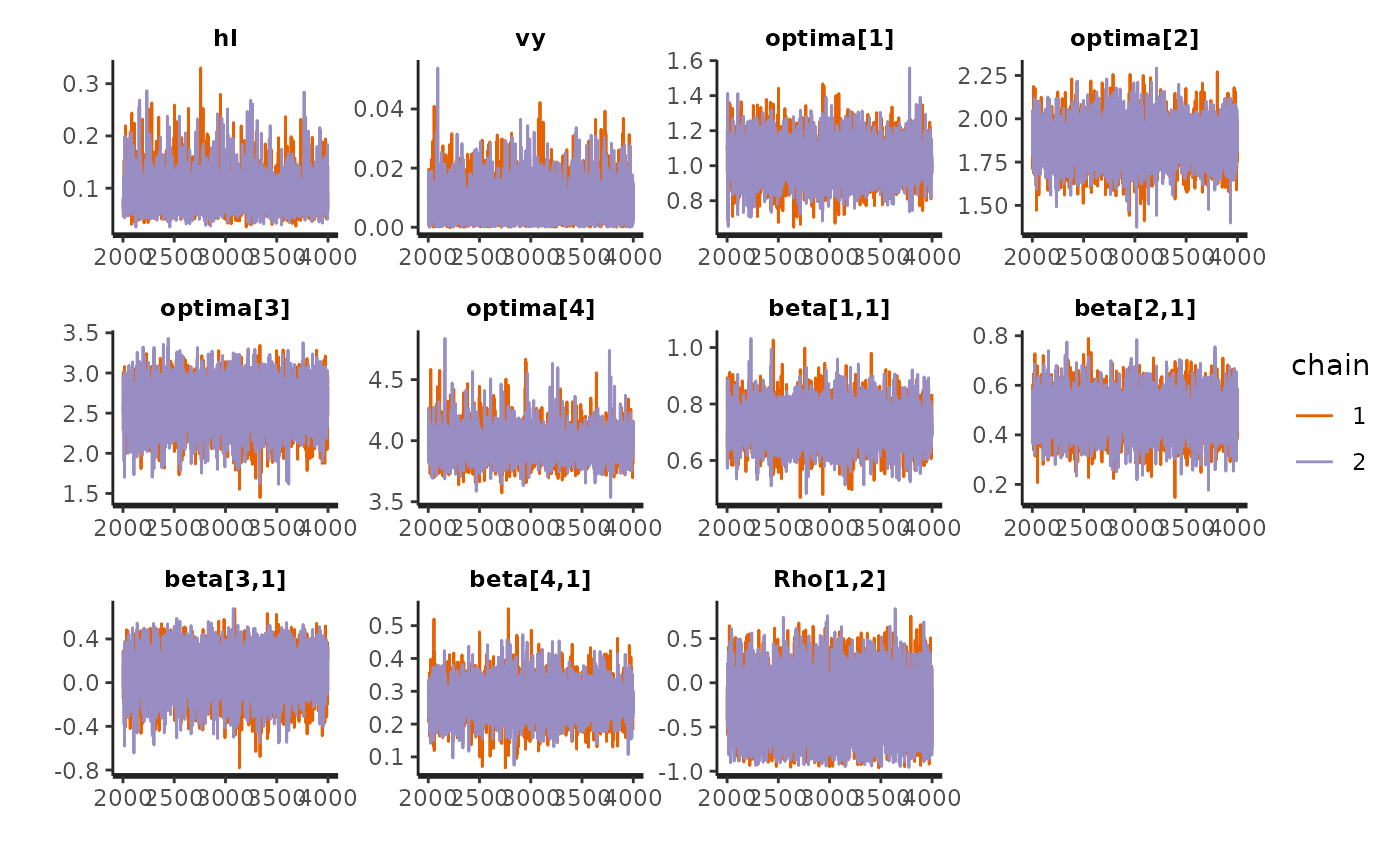 hl vy optima[1] optima[2]
0.3 0.2 0.1
0.04 0.02 0.00
1.6 1.4 1.2 1.0 0.8
2.25 2.00 1.75 1.50
2000 2500 3000 3500 4000 2000 2500 3000 3500 4000 2000 2500 3000 3500 4000 2000 2500 3000 3500 4000
optima[3] optima[4] beta[1,1] beta[2,1]
3.5 3.0 2.5 2.0 1.5
4.5 4.0 3.5
1.0 0.8 0.6
0.8 0.6 0.4 0.2
2000 2500 3000 3500 4000 2000 2500 3000 3500 4000 2000 2500 3000 3500 4000 2000 2500 3000 3500 4000
beta[3,1] beta[4,1] Rho[1,2]
0.4 0.0 -0.4 -0.8
0.5 0.4 0.3 0.2 0.1
0.5 0.0 -0.5 -1.0
2000 2500 3000 3500 4000 2000 2500 3000 3500 4000 2000 2500 3000 3500 4000
chain
1
2